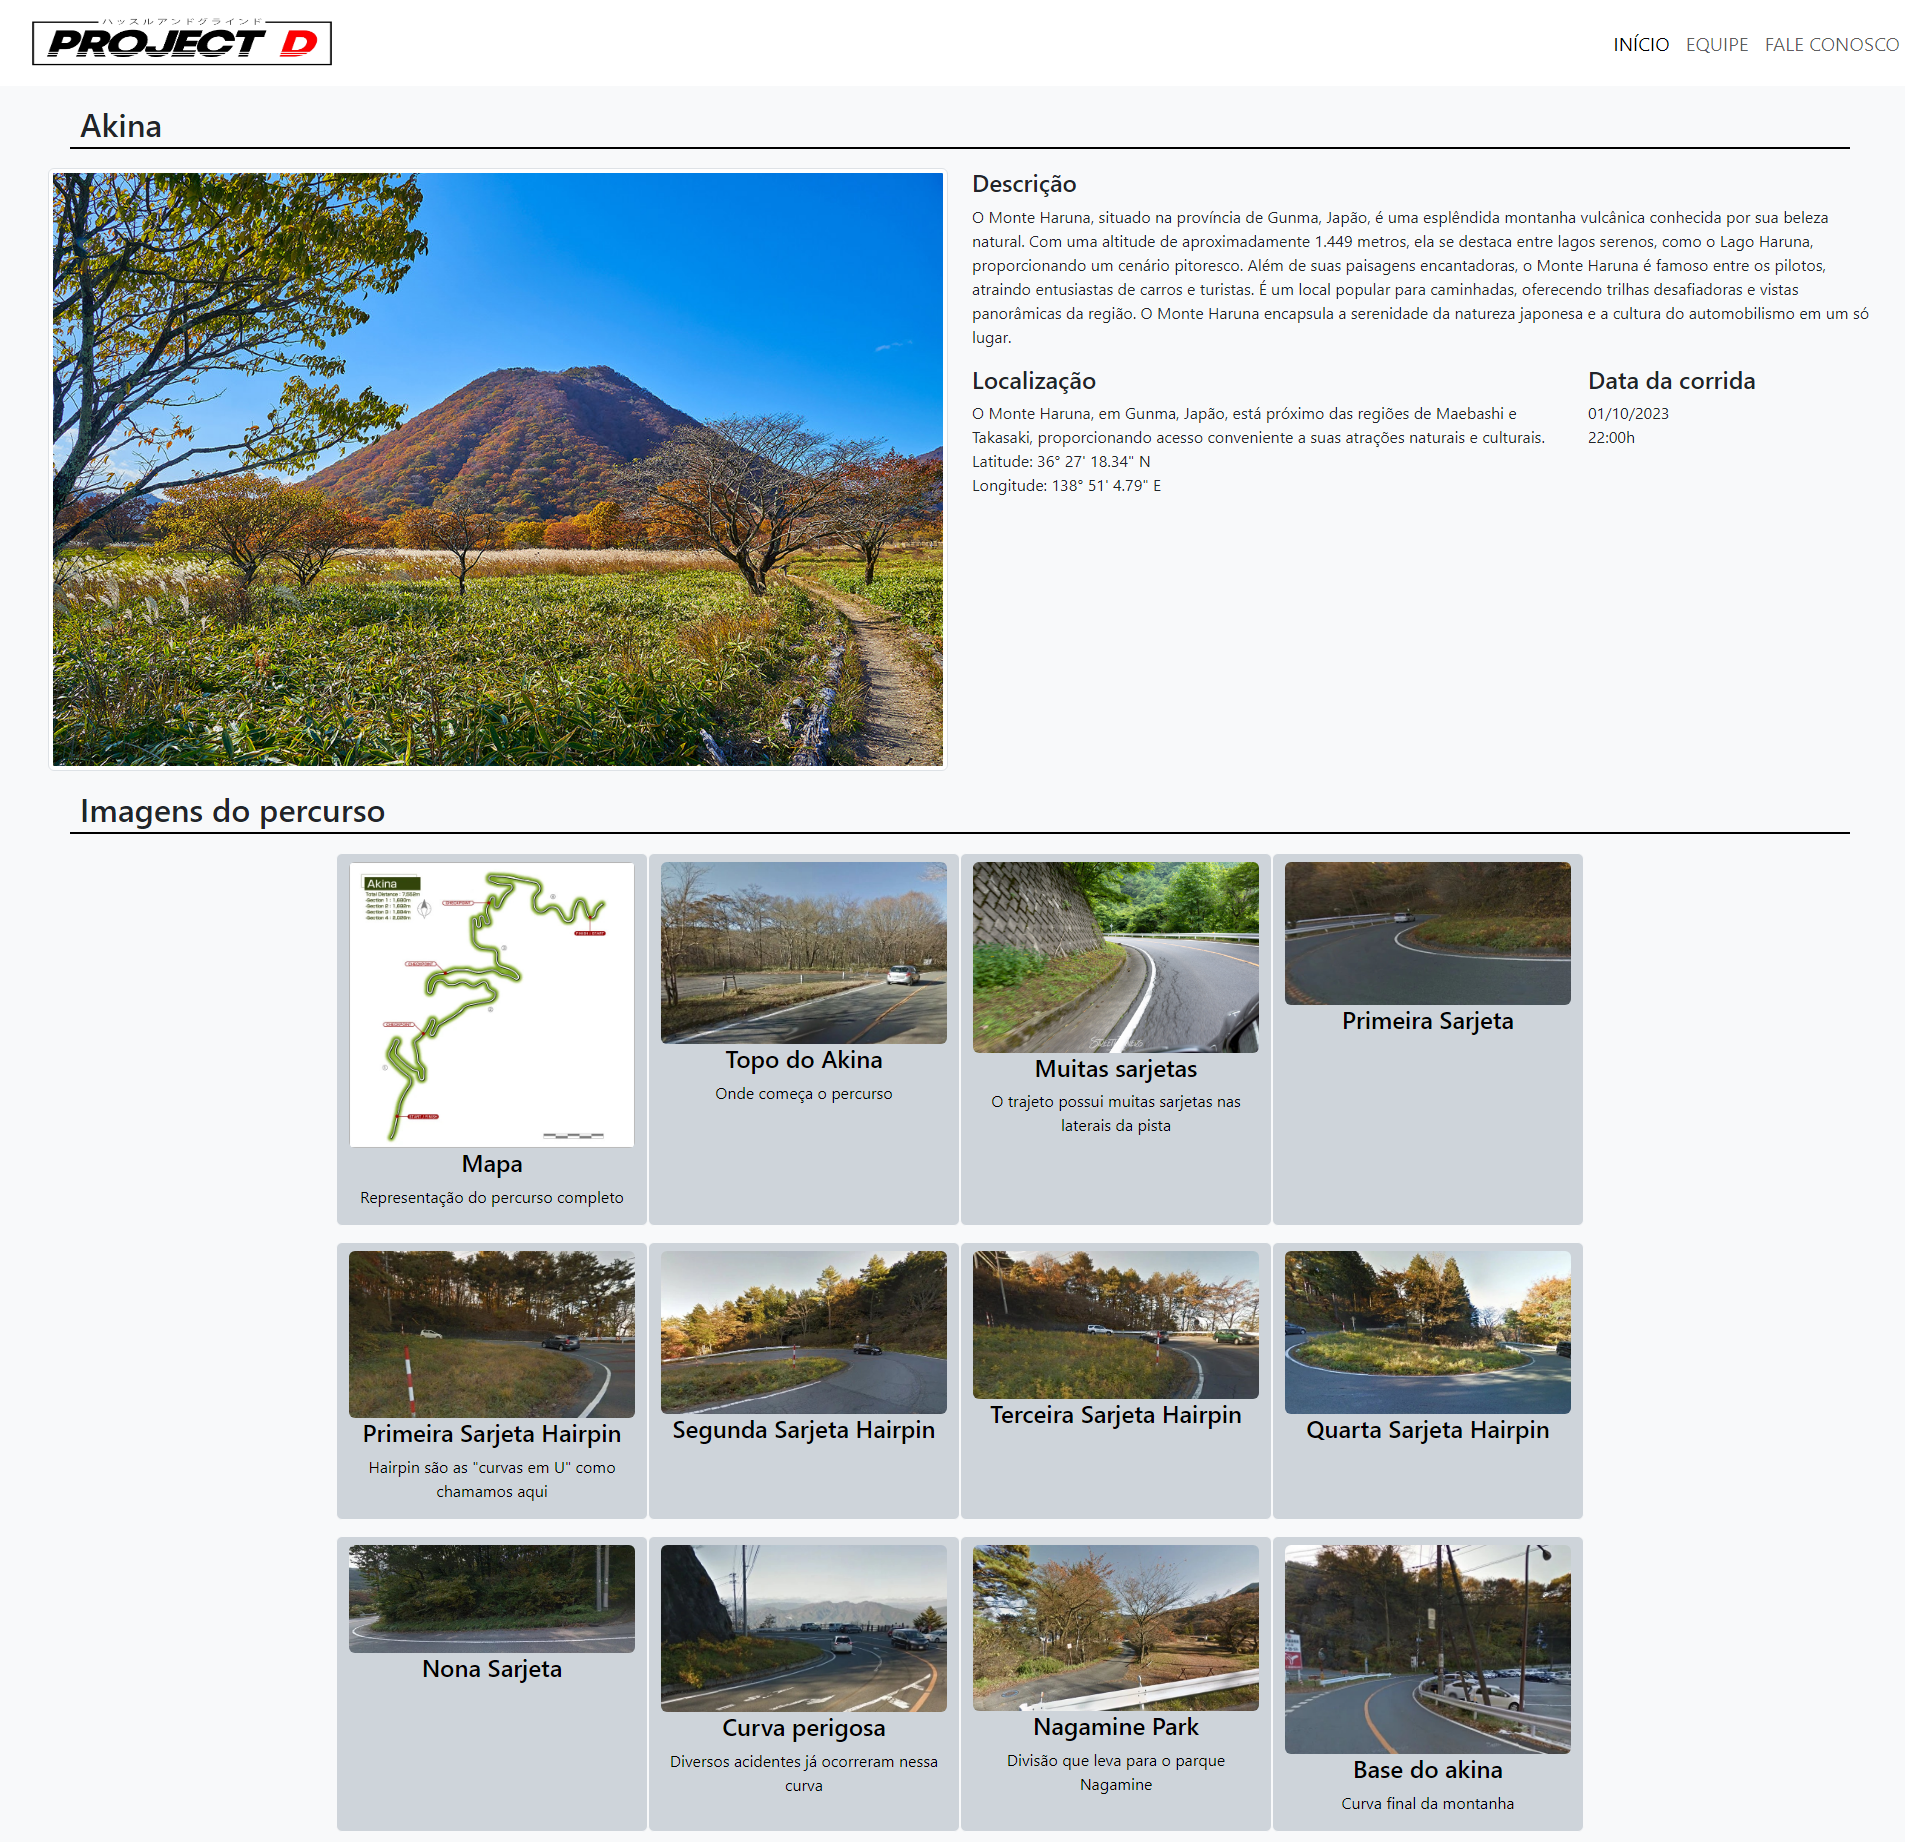 ハッスルアンドグラインド
PROJECT D
INÍCIO EQUIPE FALE CONOSCO
Akina
Descrição
O Monte Haruna, situado na província de Gunma, Japão, é uma esplêndida montanha vulcânica conhecida por sua beleza
natural. Com uma altitude de aproximadamente 1.449 metros, ela se destaca entre lagos serenos, como o Lago Haruna,
proporcionando um cenário pitoresco. Além de suas paisagens encantadoras, o Monte Haruna é famoso entre os pilotos,
atraindo entusiastas de carros e turistas. É um local popular para caminhadas, oferecendo trilhas desafiadoras e vistas
panorâmicas da região. O Monte Haruna encapsula a serenidade da natureza japonesa e a cultura do automobilismo em um só
lugar.
Localização
O Monte Haruna, em Gunma, Japão, está próximo das regiões de Maebashi e
Takasaki, proporcionando acesso conveniente a suas atrações naturais e culturais.
Latitude: 36° 27' 18.34" N
Longitude: 138° 51' 4.79" E
Data da corrida
01/10/2023
22:00h
Imagens do percurso
Akina
CHECKPOINT
CHECKPOINT
CHECKPOINT
Mapa
Representação do percurso completo
Topo do Akina
Onde começa o percurso
Muitas sarjetas
O trajeto possui muitas sarjetas nas
laterais da pista
Primeira Sarjeta
Primeira Sarjeta Hairpin
Hairpin são as "curvas em U" como
chamamos aqui
Segunda Sarjeta Hairpin
Terceira Sarjeta Hairpin
Quarta Sarjeta Hairpin
Nona Sarjeta
Curva perigosa
Diversos acidentes já ocorreram nessa
curva
Nagamine Park
Divisão que leva para o parque
Nagamine
Base do akina
Curva final da montanha